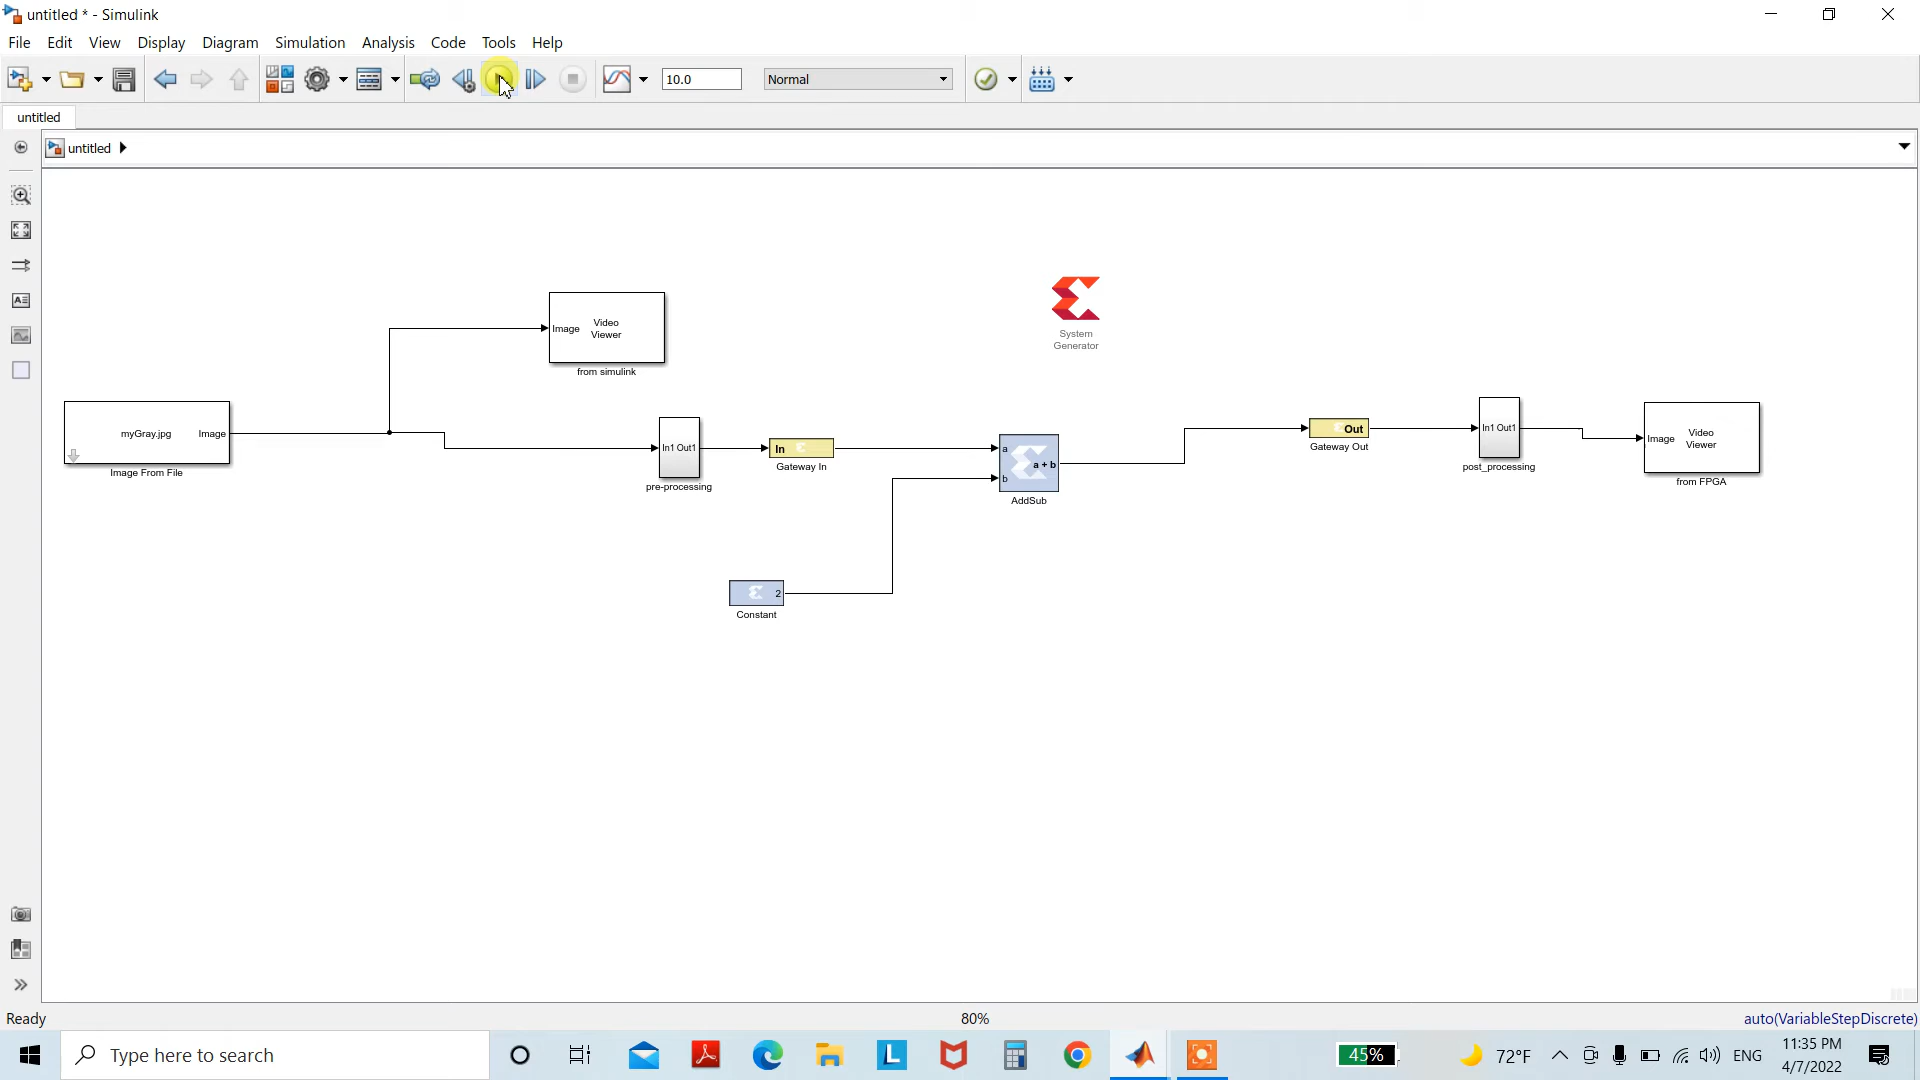 untitled * - Simulink
File Edit View Display Diagram Simulation Analysis Code Tools Help
10.0
Normal
untitled
untitled
Image
Video
Viewer
from simulink
System
Generator
myGray.jpg
Image
Image From File
In1 Out1
pre-processing
In
Gateway In
a
b
a + b
AddSub
Out
Gateway Out
In1 Out1
post_processing
Image
Video
Viewer
from FPGA
2
Constant
Ready
80%
auto(VariableStepDiscrete)
Type here to search
45%
72°F
ENG
11:35 PM
4/7/2022